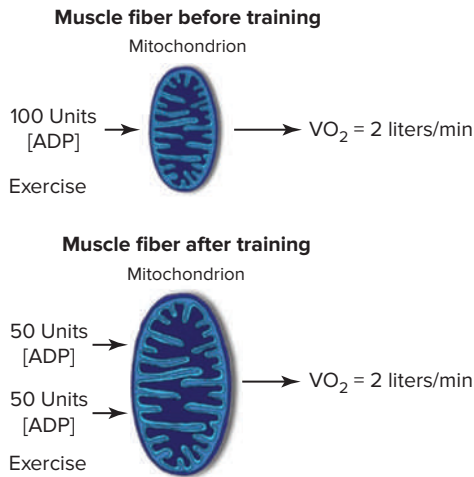 Muscle fiber before training
Mitochondrion
100 Units
[ADP]
VO₂ = 2 liters/min
Exercise
Muscle fiber after training
Mitochondrion
50 Units
[ADP]
VO₂ = 2 liters/min
50 Units
[ADP]
Exercise